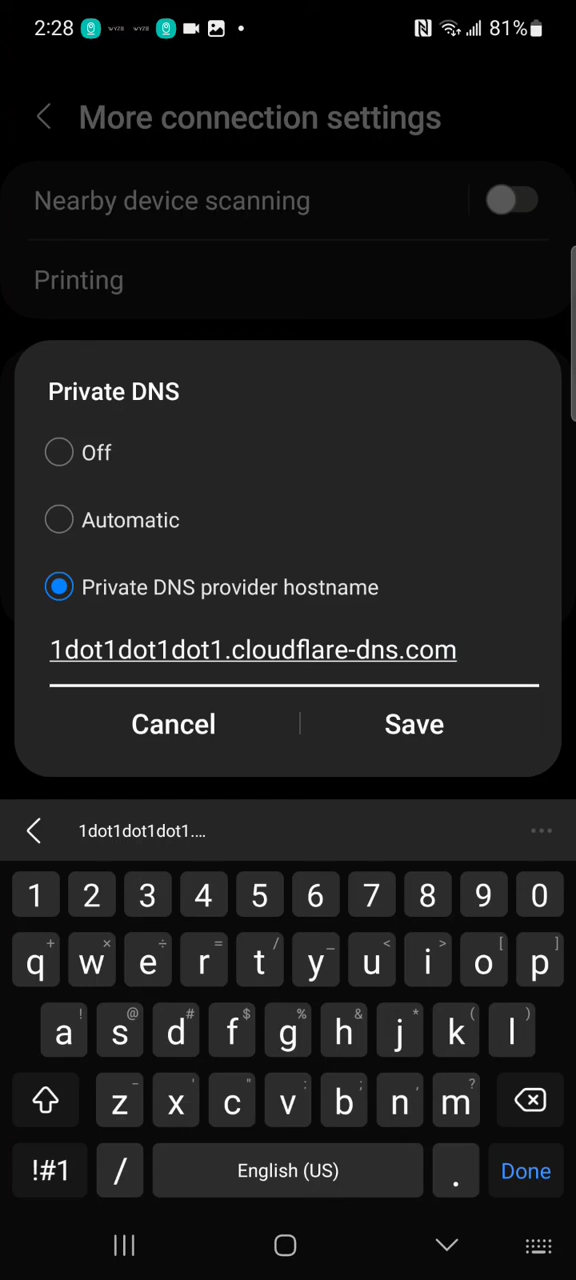 2:28 WYZE WYZE 81%
More connection settings
Nearby device scanning
Printing
Private DNS
Off
Automatic
Private DNS provider hostname
1dot1dot1dot1.cloudflare-dns.com
Cancel Save
1dot1dot1dot1.... ...
1 2 3 4 5 6 7 8 9 0
+ × ÷ = / _ < > [ ]
q w e r t y u i o p
! @ # $ % & * ( )
a s d f g h j k l
- ' " : ; , ?
z x c v b n m
!#1 / English (US) . Done